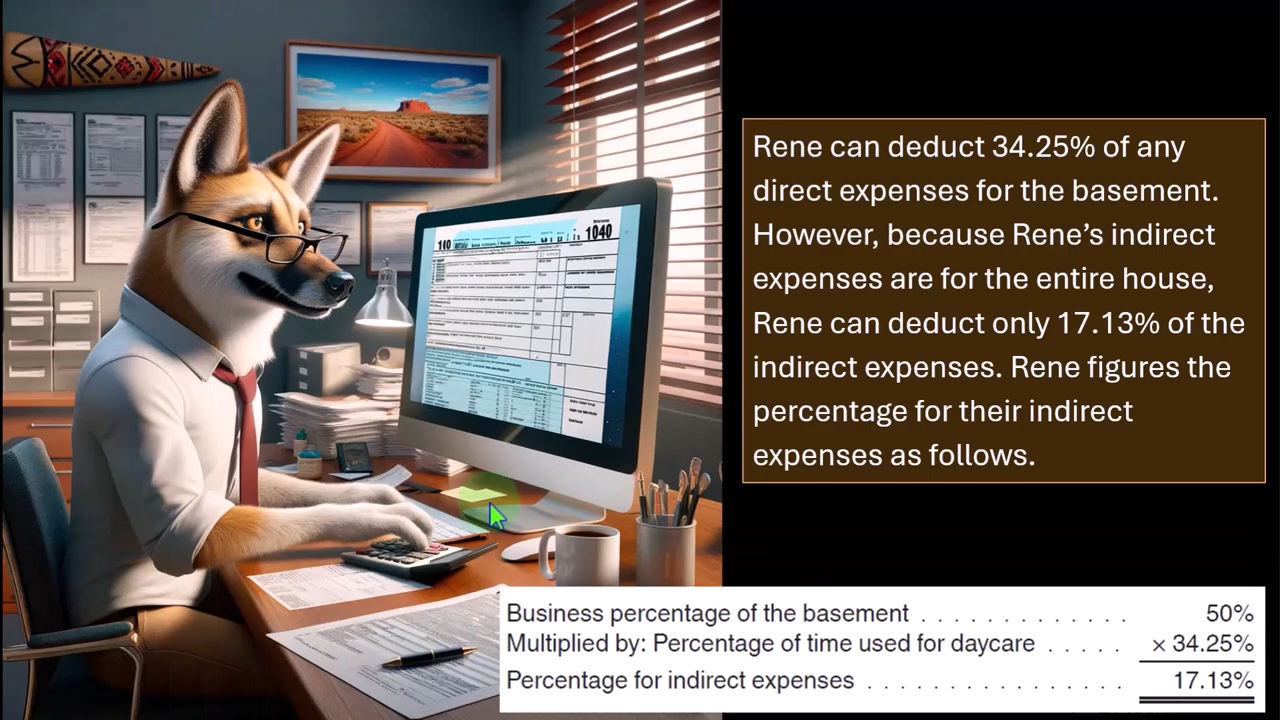 1040
Rene can deduct 34.25% of any
direct expenses for the basement.
However, because Rene’s indirect
expenses are for the entire house,
Rene can deduct only 17.13% of the
indirect expenses. Rene figures the
percentage for their indirect
expenses as follows.
Business percentage of the basement . . . . . . . . . . . . . 50%
Multiplied by: Percentage of time used for daycare . . . . . × 34.25%
Percentage for indirect expenses . . . . . . . . . . . . . . . . 17.13%